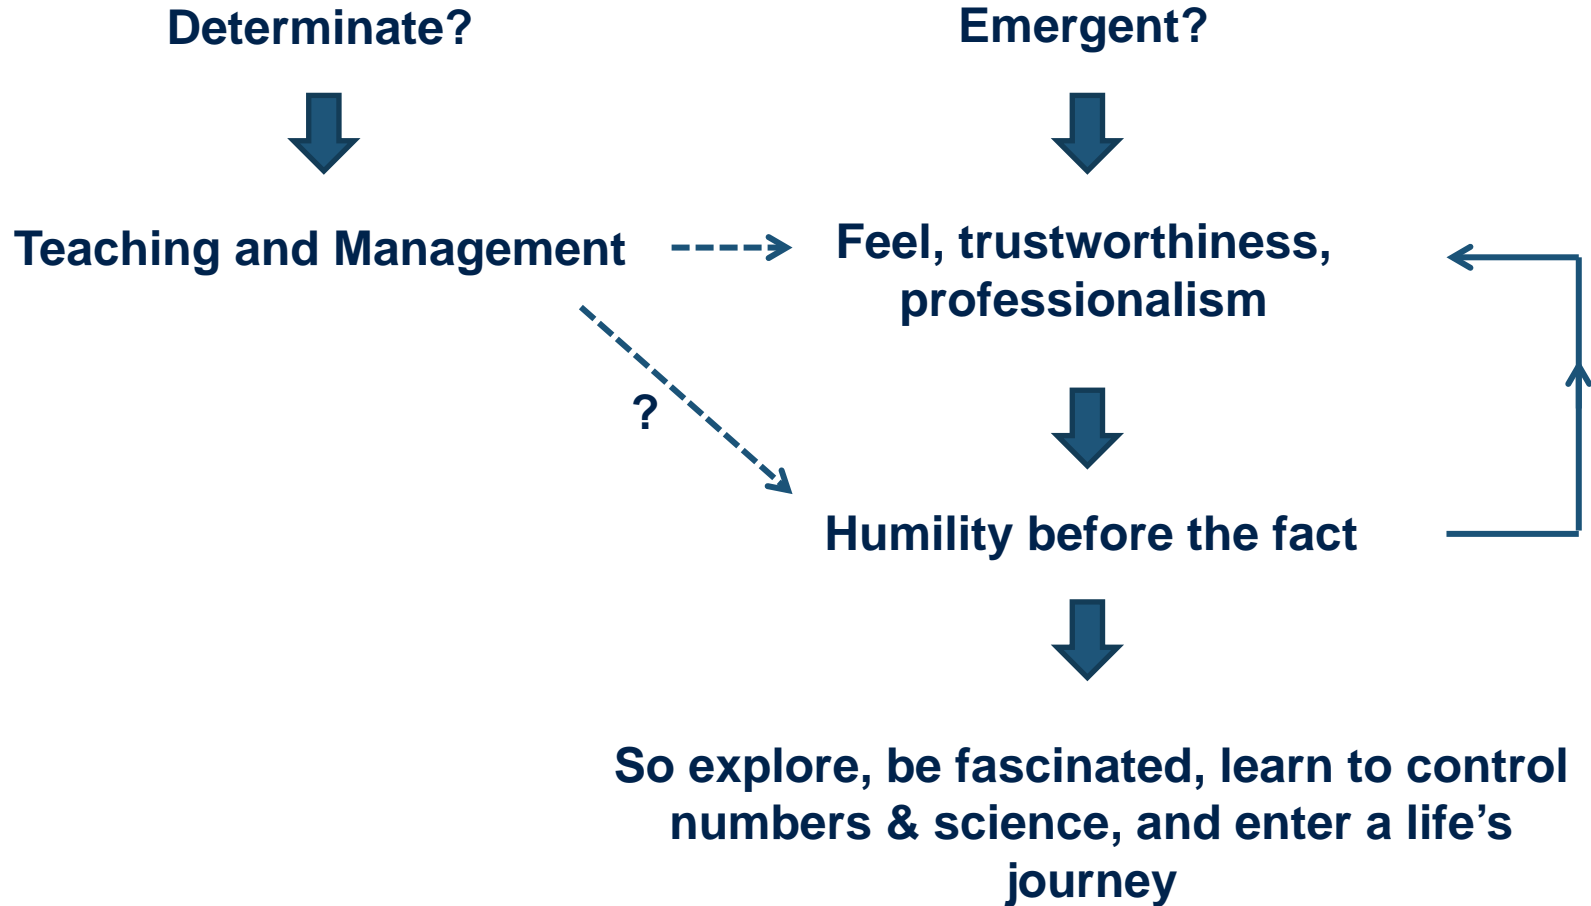 Determine?
Emergent?
Teaching and Management
Feel, trustworthiness,
professionalism
?
Humility before the fact
So explore, be fascinated, learn to control
numbers & science, and enter a life’s
journey